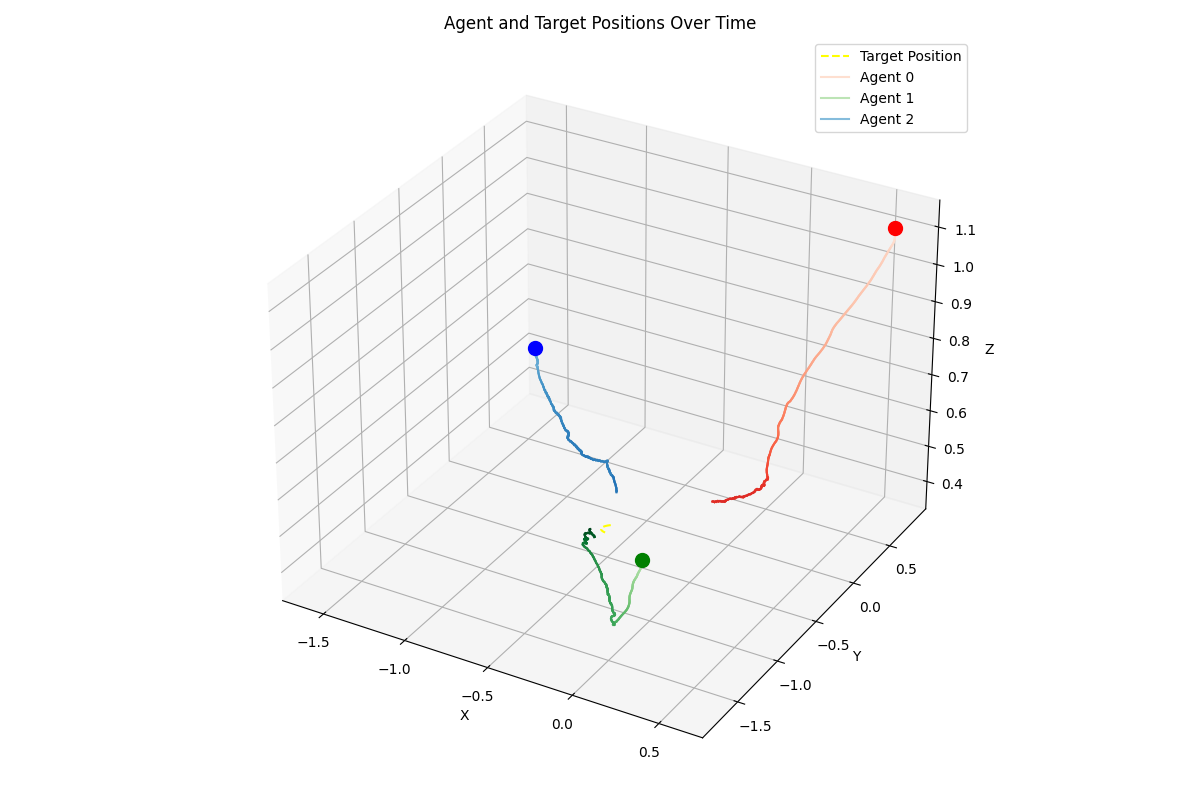 Agent and Target Positions Over Time
Target Position
Agent 0
Agent 1
Agent 2
1.1
1.0
0.9
0.8
Z
0.7
0.6
0.5
0.4
0.5
0.0
−0.5
Y
−1.0
−1.5
−1.5
−1.0
−0.5
X
0.0
0.5